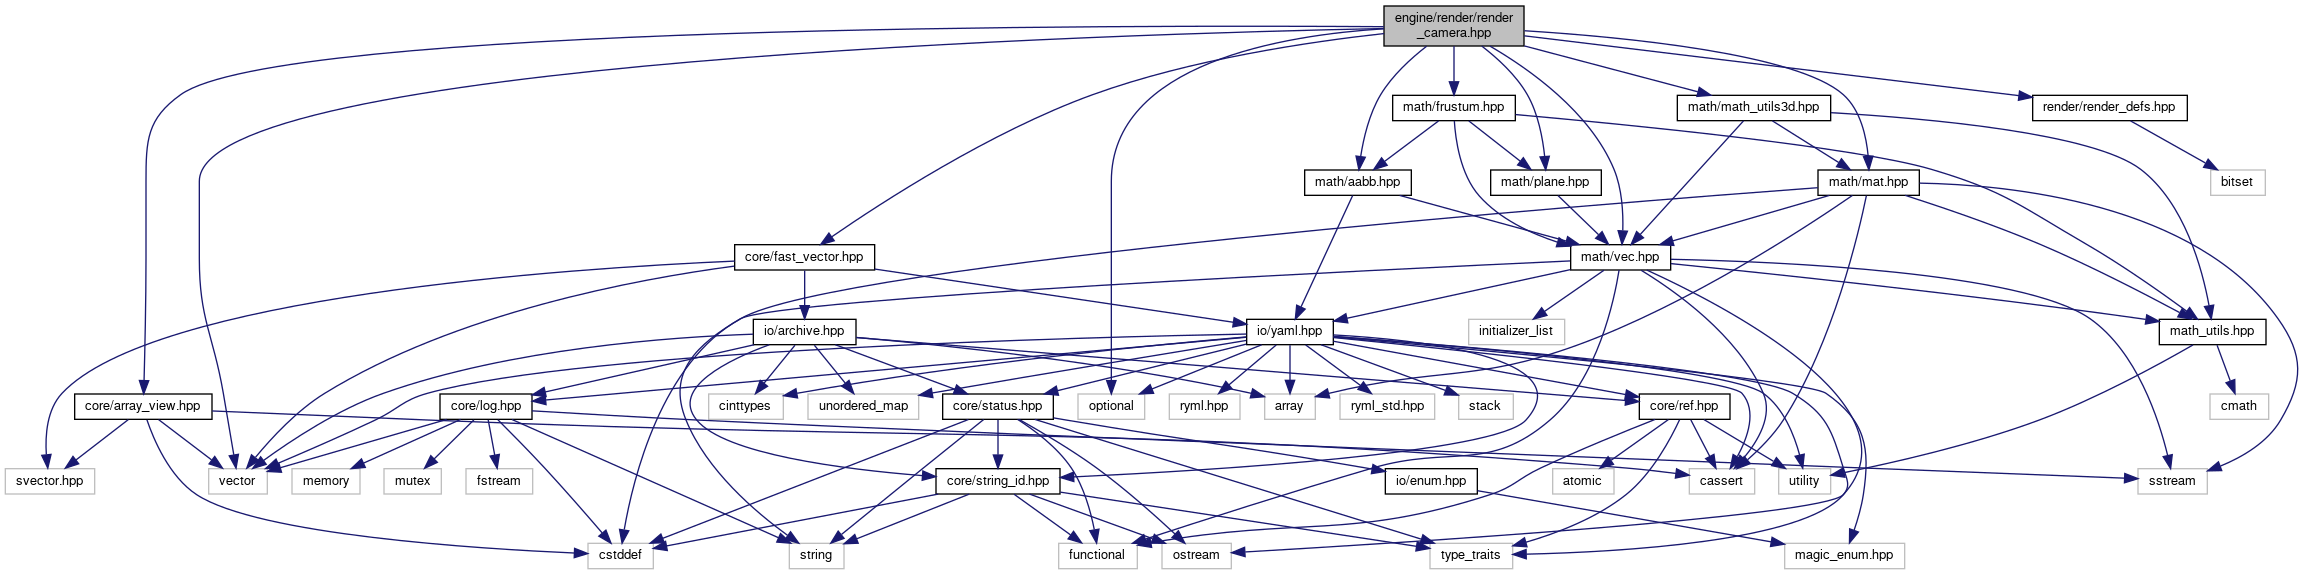 engine/render/render
_camera.hpp
math/frustum.hpp
math/math_utils3d.hpp
render/render_defs.hpp
math/aabb.hpp
math/plane.hpp
math/mat.hpp
bitset
core/fast_vector.hpp
math/vec.hpp
io/archive.hpp
io/yaml.hpp
initializer_list
math_utils.hpp
core/array_view.hpp
core/log.hpp
cinttypes
unordered_map
core/status.hpp
optional
ryml.hpp
array
ryml_std.hpp
stack
core/ref.hpp
cmath
svector.hpp
vector
memory
mutex
fstream
core/string_id.hpp
io/enum.hpp
atomic
cassert
utility
sstream
cstddef
string
functional
ostream
type_traits
magic_enum.hpp